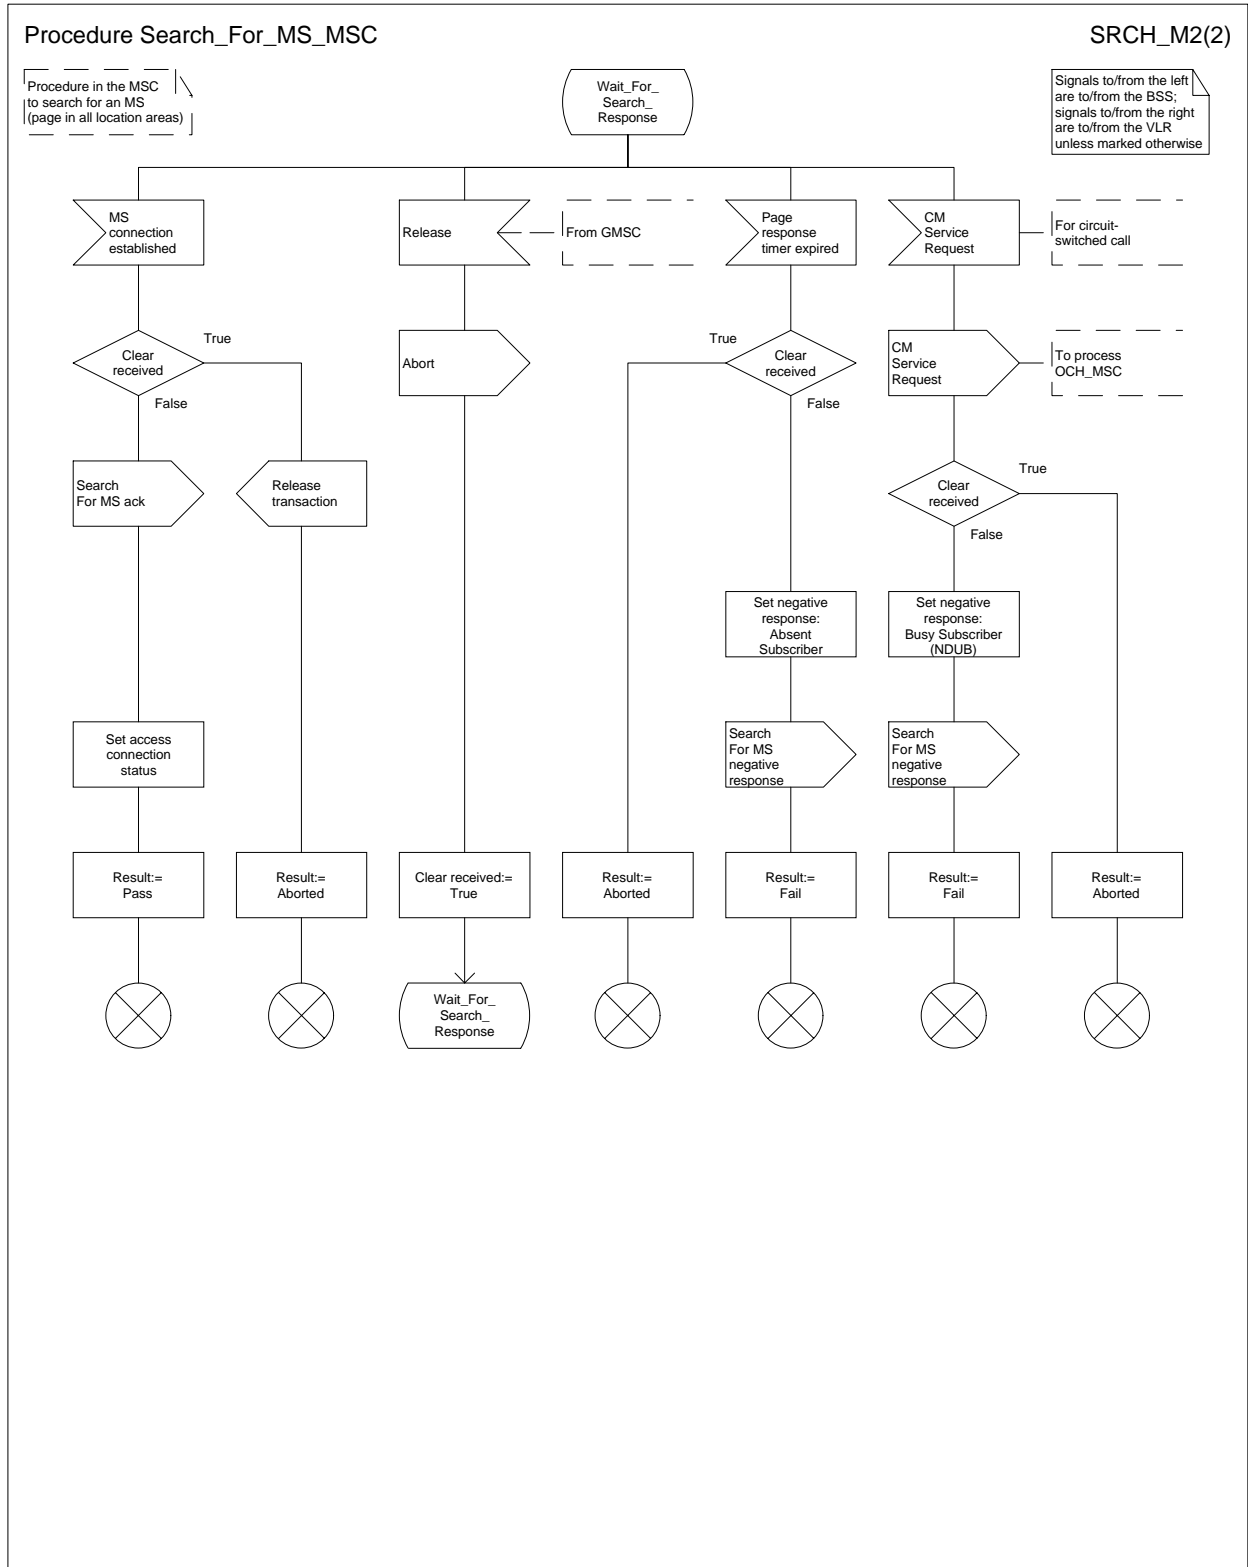 Procedure Search_For_MS_MSC
SRCH_M2(2)
Procedure in the MSC
to search for an MS
(page in all location areas)
Wait_For_
Search_
Response
Signals to/from the left
are to/from the BSS;
signals to/from the right
are to/from the VLR
unless marked otherwise
MS
connection
established
Release
From GMSC
Page
response
timer expired
CM
Service
Request
For circuit-
switched call
Clear
received
True
False
Abort
Clear
received
True
False
CM
Service
Request
To process
OCH_MSC
Search
For MS ack
Release
transaction
Clear
received
True
False
Set negative
response:
Absent
Subscriber
Set negative
response:
Busy Subscriber
(NDUB)
Set access
connection
status
Search
For MS
negative
response
Search
For MS
negative
response
Result:=
Pass
Result:=
Aborted
Clear received:=
True
Result:=
Aborted
Result:=
Fail
Result:=
Fail
Result:=
Aborted
Wait_For_
Search_
Response